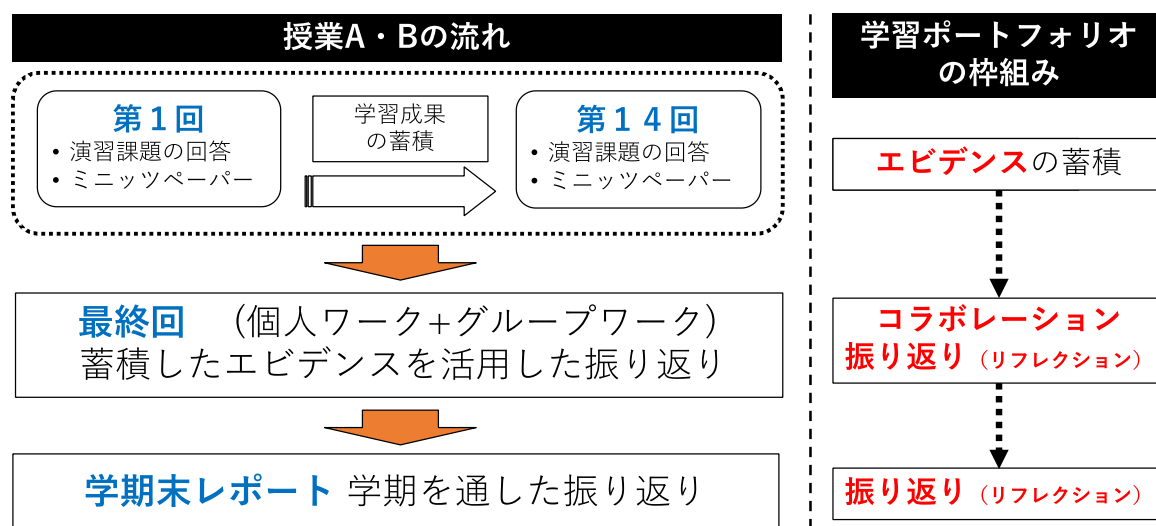 授業A・Bの流れ
第１回
• 演習課題の回答
• ミニッツペーパー
学習成果
の蓄積
第１４回
• 演習課題の回答
• ミニッツペーパー
最終回 (個人ワーク+グループワーク)
蓄積したエビデンスを活用した振り返り
学期末レポート 学期を通した振り返り
学習ポートフォリオ
の枠組み
エビデンスの蓄積
コラボレーション
振り返り（リフレクション）
振り返り（リフレクション）